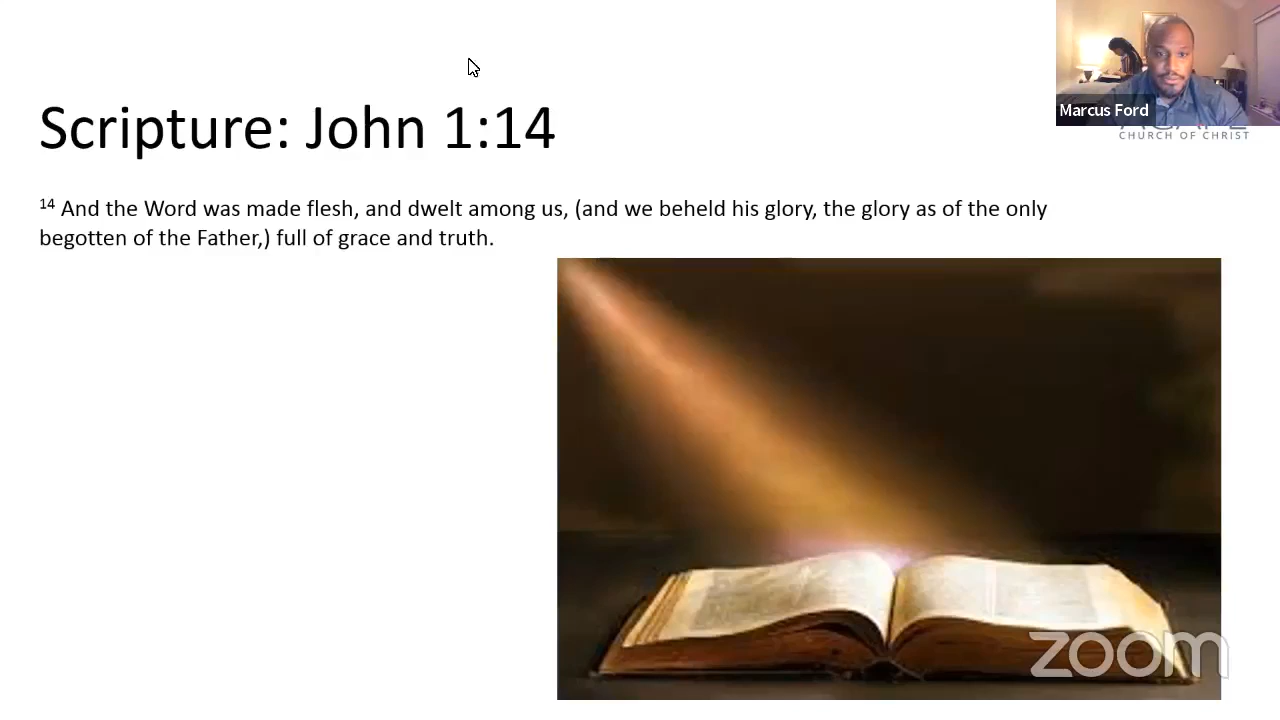 Scripture: John 1:14
14 And the Word was made flesh, and dwelt among us, (and we beheld his glory, the glory as of the only
begotten of the Father,) full of grace and truth.
Marcus Ford
CHURCH OF CHRIST
zoom